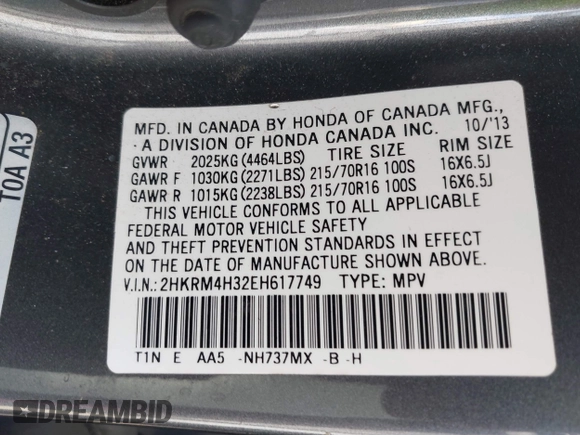 MFD. IN CANADA BY HONDA OF CANADA MFG.,
A DIVISION OF HONDA CANADA INC. 10/'13
GVWR 2025KG(4464LBS) TIRE SIZE RIM SIZE
GAWR F 1030KG(2271LBS) 215/70R16 100S 16X6.5J
GAWR R 1015KG(2238LBS) 215/70R16 100S 16X6.5J
THIS VEHICLE CONFORMS TO ALL APPLICABLE
FEDERAL MOTOR VEHICLE SAFETY
AND THEFT PREVENTION STANDARDS IN EFFECT
ON THE DATE OF MANUFACTURE SHOWN ABOVE.
V.I.N.: 2HKRM4H32EH617749 TYPE: MPV
T1N E AA5 -NH737MX -B -H
TOA A3
DREAMBID